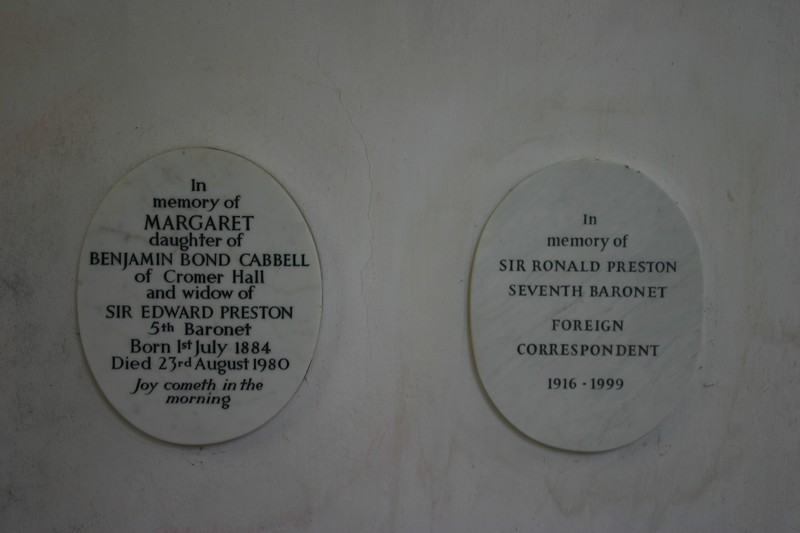 In
memory of
MARGARET
daughter of
BENJAMIN BOND CABBELL
of Cromer Hall
and widow of
SIR EDWARD PRESTON
5th Baronet
Born 1st July 1884
Died 23rd August 1980
Joy cometh in the
morning
In
memory of
SIR RONALD PRESTON
SEVENTH BARONET
FOREIGN
CORRESPONDENT
1916 - 1999